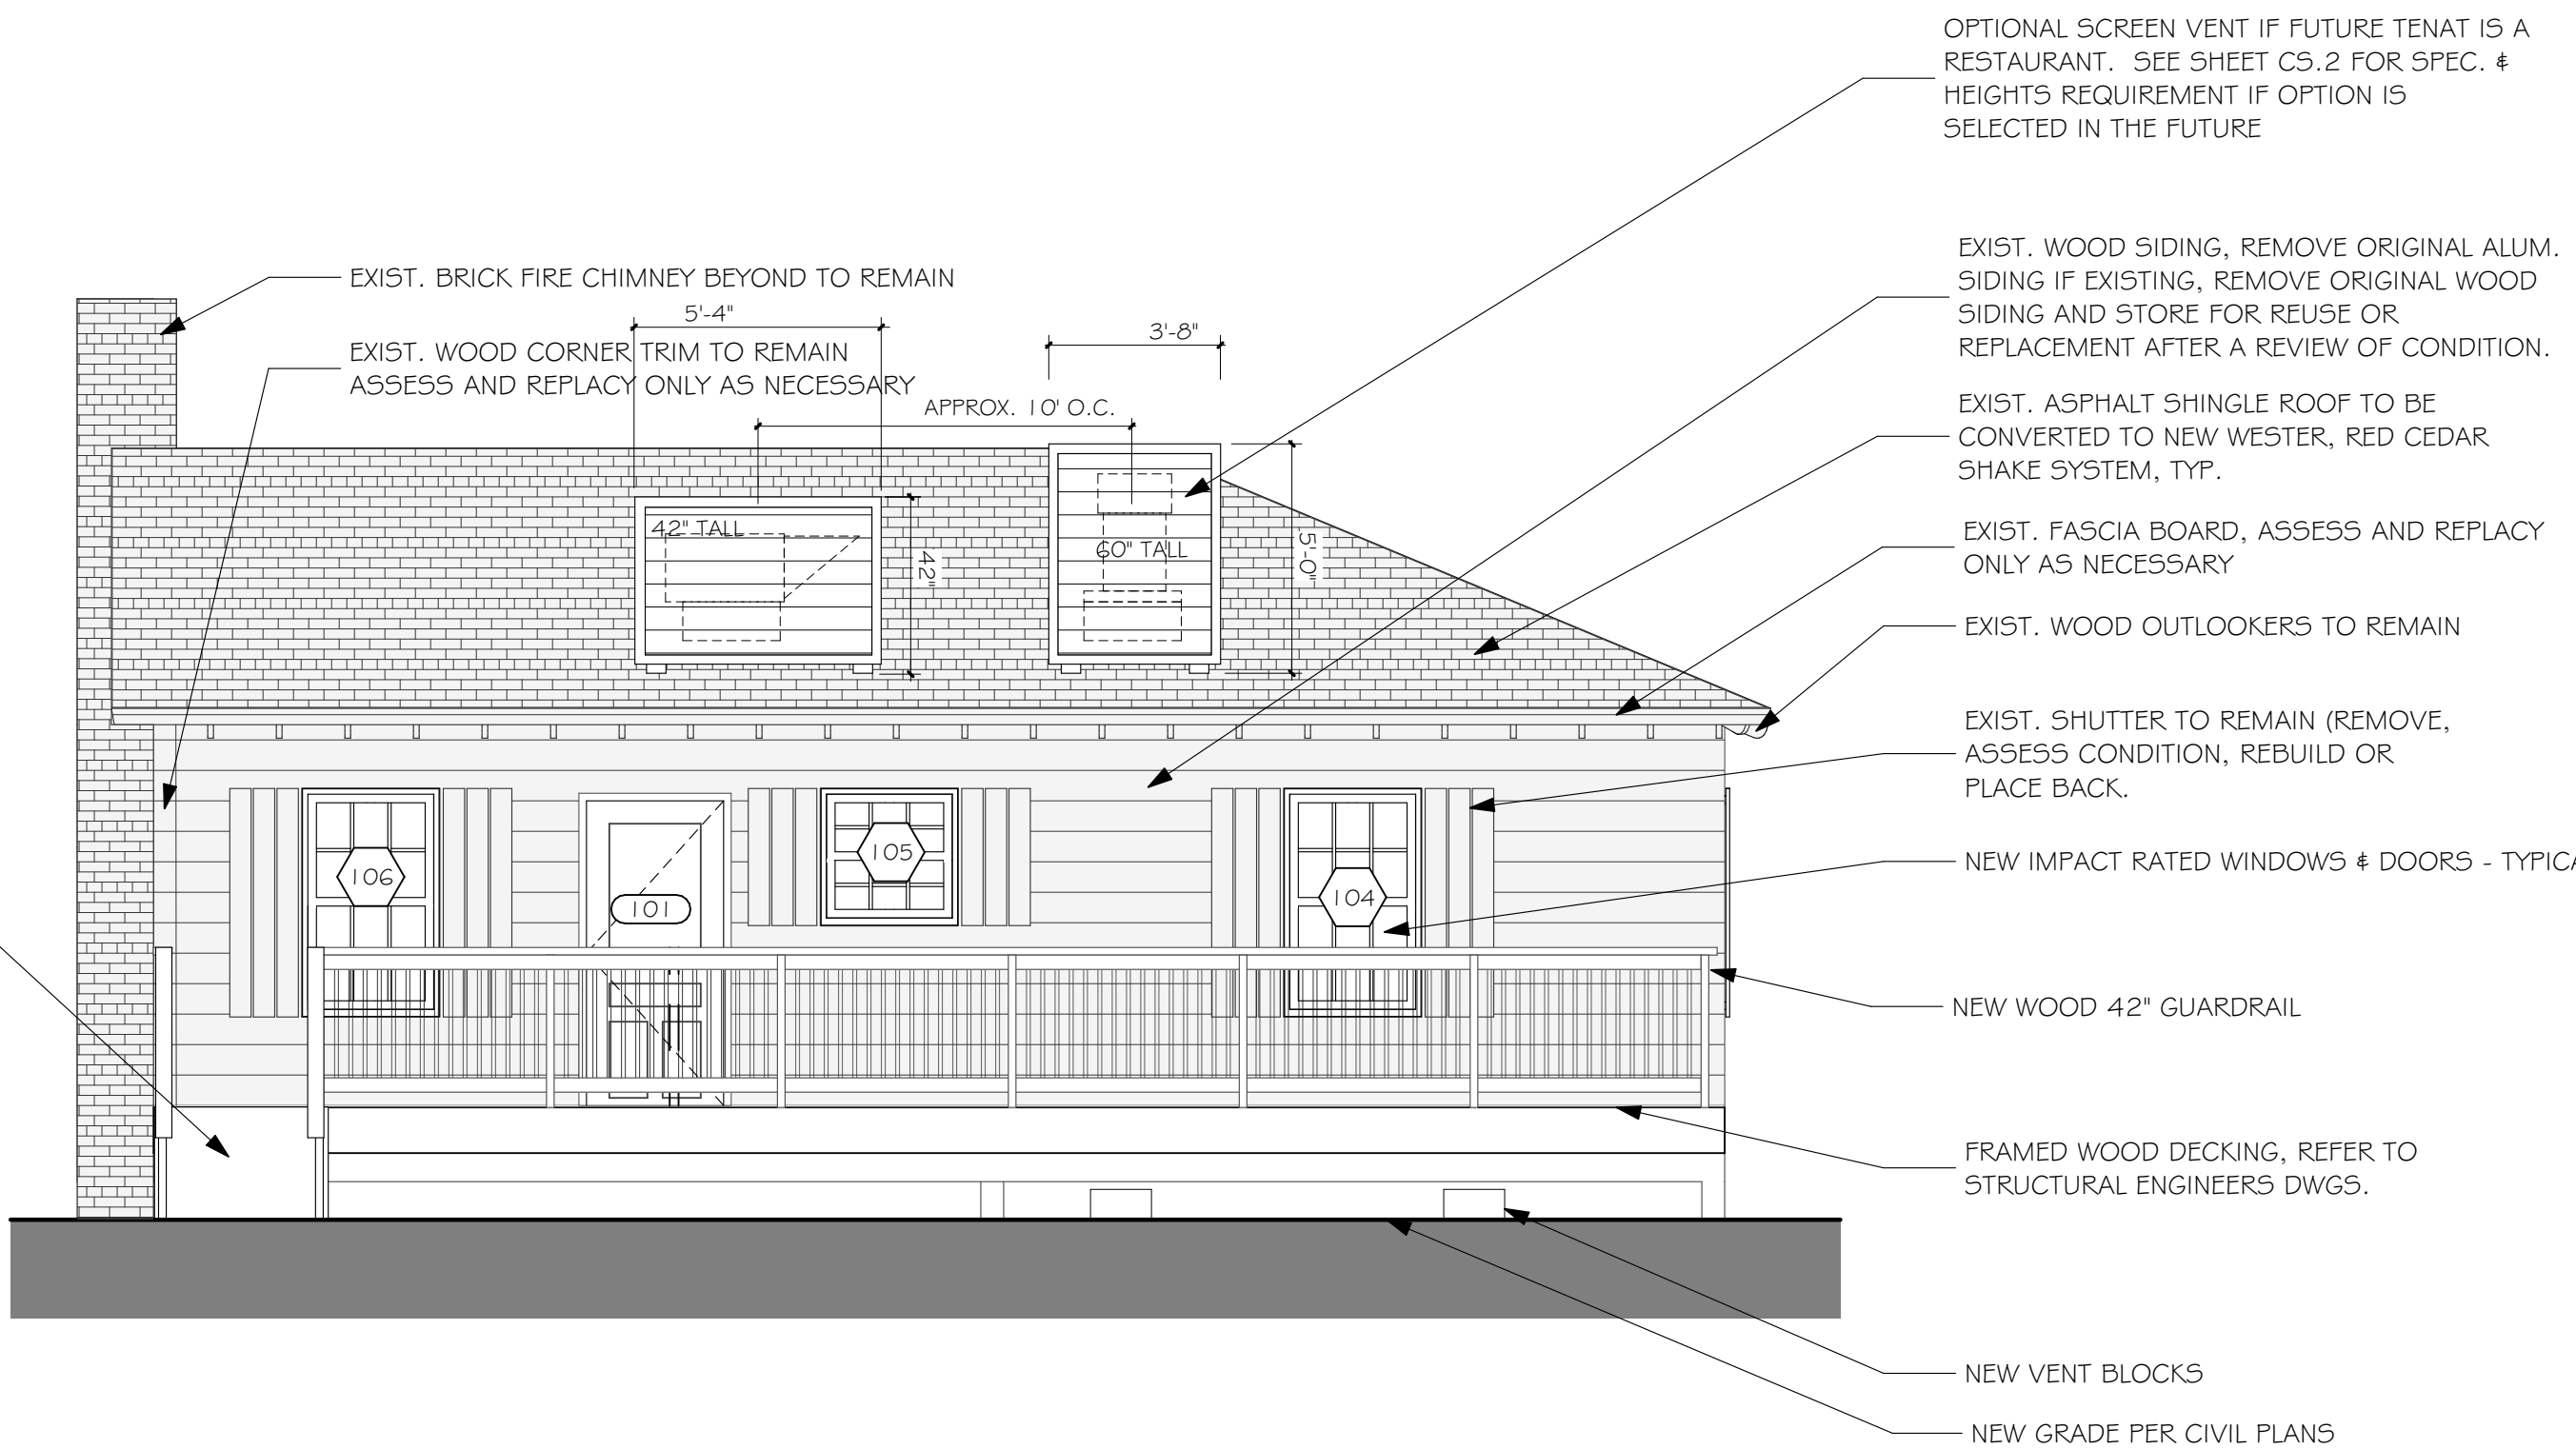 OPTIONAL SCREEN VENT IF FUTURE TENAT IS A
RESTAURANT. SEE SHEET CS.2 FOR SPEC. &
HEIGHTS REQUIREMENT IF OPTION IS
SELECTED IN THE FUTURE
EXIST. WOOD SIDING, REMOVE ORIGINAL ALUM.
SIDING IF EXISTING, REMOVE ORIGINAL WOOD
SIDING AND STORE FOR REUSE OR
REPLACEMENT AFTER A REVIEW OF CONDITION.
EXIST. BRICK FIRE CHIMNEY BEYOND TO REMAIN
5'-4"
3'-8"
EXIST. WOOD CORNER TRIM TO REMAIN
ASSESS AND REPLACY ONLY AS NECESSARY
APPROX. 10' O.C.
EXIST. ASPHALT SHINGLE ROOF TO BE
CONVERTED TO NEW WESTER, RED CEDAR
SHAKE SYSTEM, TYP.
42" TALL
42"
60" TALL
5'-0"
EXIST. FASCIA BOARD, ASSESS AND REPLACY
ONLY AS NECESSARY
EXIST. WOOD OUTLOOKERS TO REMAIN
EXIST. SHUTTER TO REMAIN (REMOVE,
ASSESS CONDITION, REBUILD OR
PLACE BACK.
106
101
105
104
NEW IMPACT RATED WINDOWS & DOORS - TYPICA
NEW WOOD 42" GUARDRAIL
FRAMED WOOD DECKING, REFER TO
STRUCTURAL ENGINEERS DWGS.
NEW VENT BLOCKS
NEW GRADE PER CIVIL PLANS